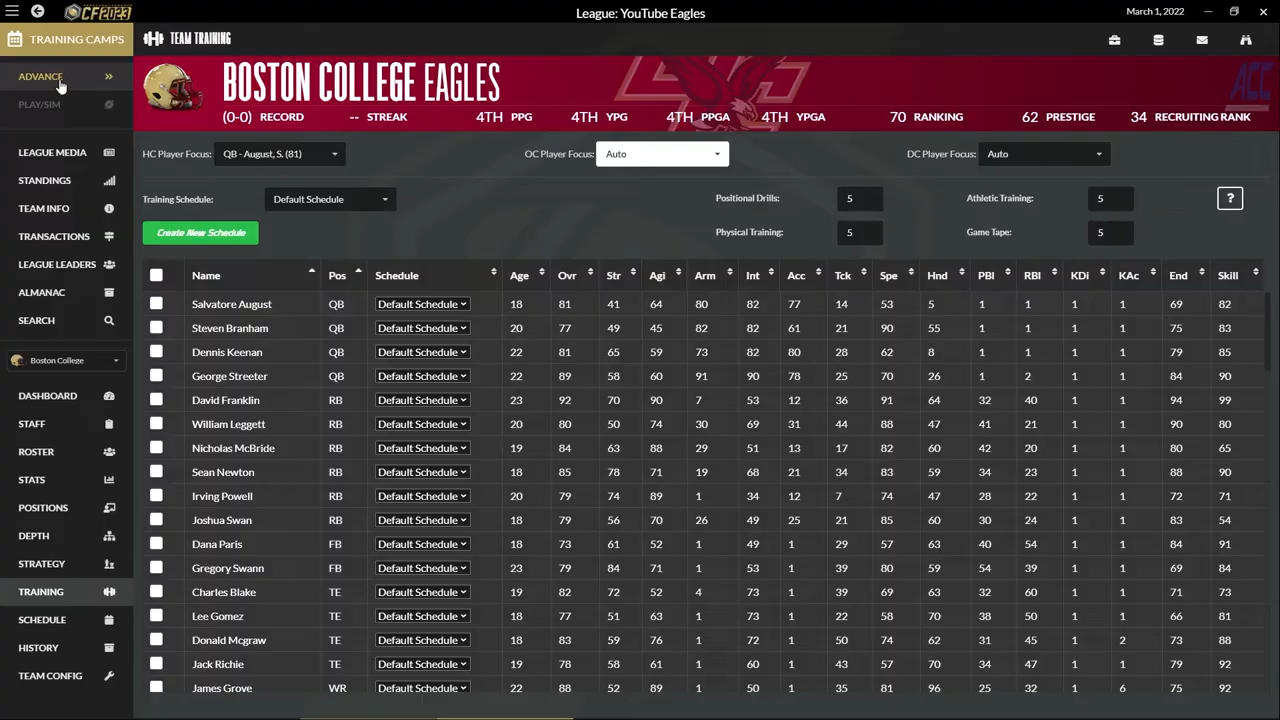 CF2023
League: YouTube Eagles
March 1, 2022
TRAINING CAMPS
TEAM TRAINING
ADVANCE
PLAY/SIM
LEAGUE MEDIA
STANDINGS
TEAM INFO
TRANSACTIONS
LEAGUE LEADERS
ALMANAC
SEARCH
Boston College
DASHBOARD
STAFF
ROSTER
STATS
POSITIONS
DEPTH
STRATEGY
TRAINING
SCHEDULE
HISTORY
TEAM CONFIG
BOSTON COLLEGE EAGLES
ACC
(0-0) RECORD -- STREAK 4TH PPG 4TH YPG 4TH PPGA 4TH YPGA 70 RANKING 62 PRESTIGE 34 RECRUITING RANK
HC Player Focus: QB - August, S. (81) OC Player Focus: Auto DC Player Focus: Auto
Training Schedule: Default Schedule Positional Drills: 5 Athletic Training: 5 ?
Create New Schedule Physical Training: 5 Game Tape: 5
Name Pos Schedule Age Ovr Str Agi Arm Int Acc Tck Spe Hnd PBl RBl KDi KAc End Skill
Salvatore August QB Default Schedule 18 81 41 64 80 82 77 14 53 5 1 1 1 1 69 82
Steven Branham QB Default Schedule 20 77 49 45 82 82 61 21 90 55 1 1 1 1 75 83
Dennis Keenan QB Default Schedule 22 81 65 59 73 82 80 28 62 8 1 1 1 1 79 85
George Streeter QB Default Schedule 22 89 58 60 91 90 78 25 70 26 1 2 1 1 84 90
David Franklin RB Default Schedule 23 92 70 90 7 53 12 36 91 64 32 40 1 1 94 99
William Leggett RB Default Schedule 20 80 50 74 30 69 31 44 88 47 41 21 1 1 90 80
Nicholas McBride RB Default Schedule 19 84 63 88 29 51 13 17 82 60 42 20 1 1 80 65
Sean Newton RB Default Schedule 18 85 78 71 19 68 21 34 83 59 34 23 1 1 88 90
Irving Powell RB Default Schedule 20 79 74 89 1 34 12 7 74 47 28 22 1 1 72 71
Joshua Swan RB Default Schedule 18 79 56 70 26 49 25 21 85 60 30 24 1 1 83 54
Dana Paris FB Default Schedule 18 73 61 52 1 49 1 29 57 63 40 54 1 1 84 91
Gregory Swann FB Default Schedule 23 79 84 71 1 53 1 39 80 59 54 39 1 1 69 84
Charles Blake TE Default Schedule 19 82 72 52 4 73 1 39 69 63 32 60 1 1 71 73
Lee Gomez TE Default Schedule 18 77 51 63 1 73 1 22 58 70 38 50 1 1 66 81
Donald Mcgraw TE Default Schedule 18 83 59 76 1 72 1 50 74 62 31 45 1 2 73 88
Jack Richie TE Default Schedule 19 78 58 61 1 60 1 43 57 70 34 47 1 1 79 92
James Grove WR Default Schedule 22 88 52 89 1 50 1 35 81 96 25 32 1 6 75 92